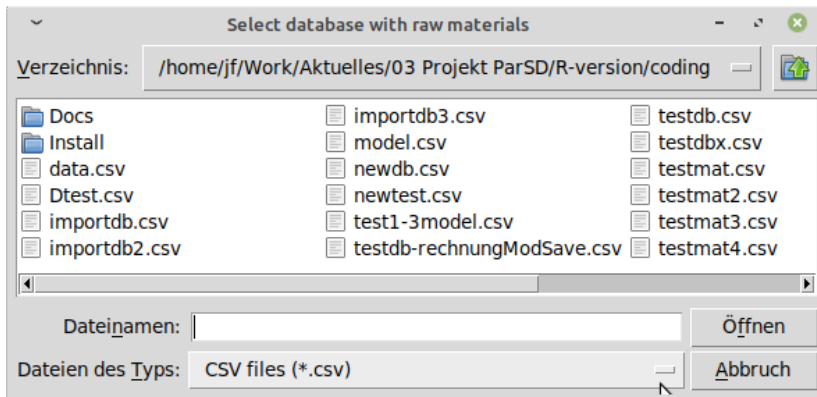 Select database with raw materials
Verzeichnis: /home/jf/Work/Aktuelles/03 Projekt ParSD/R-version/coding
Docs importdb3.csv testdb.csv
Install model.csv testdbx.csv
data.csv newdb.csv testmat.csv
Dtest.csv newtest.csv testmat2.csv
importdb.csv test1-3model.csv testmat3.csv
importdb2.csv testdb-rechnungModSave.csv testmat4.csv
Dateinamen: Öffnen
Dateien des Typs: CSV files (*.csv) Abbruch